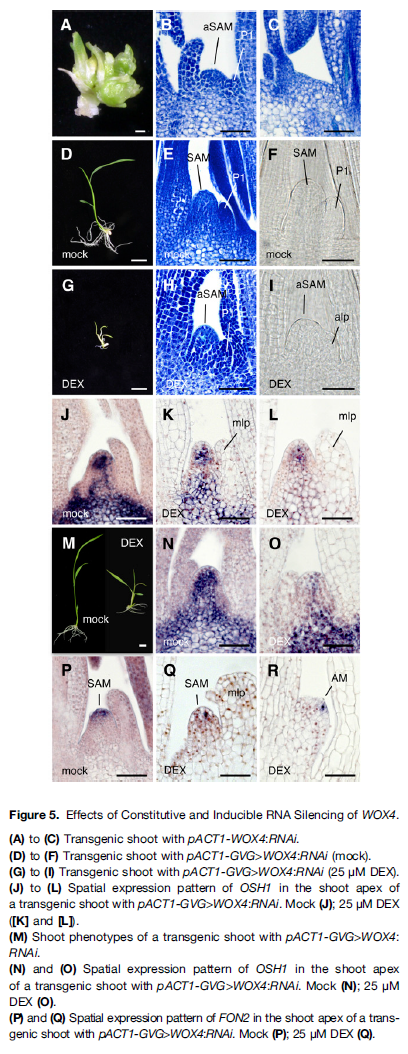 A B aSAM P1 C
D mock E SAM P1 mock F SAM P1 mock
G DEX H aSAM P1 DEX I aSAM alp DEX
J mock K mlp DEX L mlp DEX
M DEX mock N mock O DEX
P SAM mock Q SAM mlp DEX R AM DEX
Figure 5. Effects of Constitutive and Inducible RNA Silencing of WOX4.
(A) to (C) Transgenic shoot with pACT1-WOX4:RNAi.
(D) to (F) Transgenic shoot with pACT1-GVG>WOX4:RNAi (mock).
(G) to (I) Transgenic shoot with pACT1-GVG>WOX4:RNAi (25 μM DEX).
(J) to (L) Spatial expression pattern of OSH1 in the shoot apex of
a transgenic shoot with pACT1-GVG>WOX4:RNAi. Mock (J); 25 μM DEX
([K] and [L]).
(M) Shoot phenotypes of a transgenic shoot with pACT1-GVG>WOX4:
RNAi.
(N) and (O) Spatial expression pattern of OSH1 in the shoot apex
of a transgenic shoot with pACT1-GVG>WOX4:RNAi. Mock (N); 25 μM
DEX (O).
(P) and (Q) Spatial expression pattern of FON2 in the shoot apex of a trans-
genic shoot with pACT1-GVG>WOX4:RNAi. Mock (P); 25 μM DEX (Q).